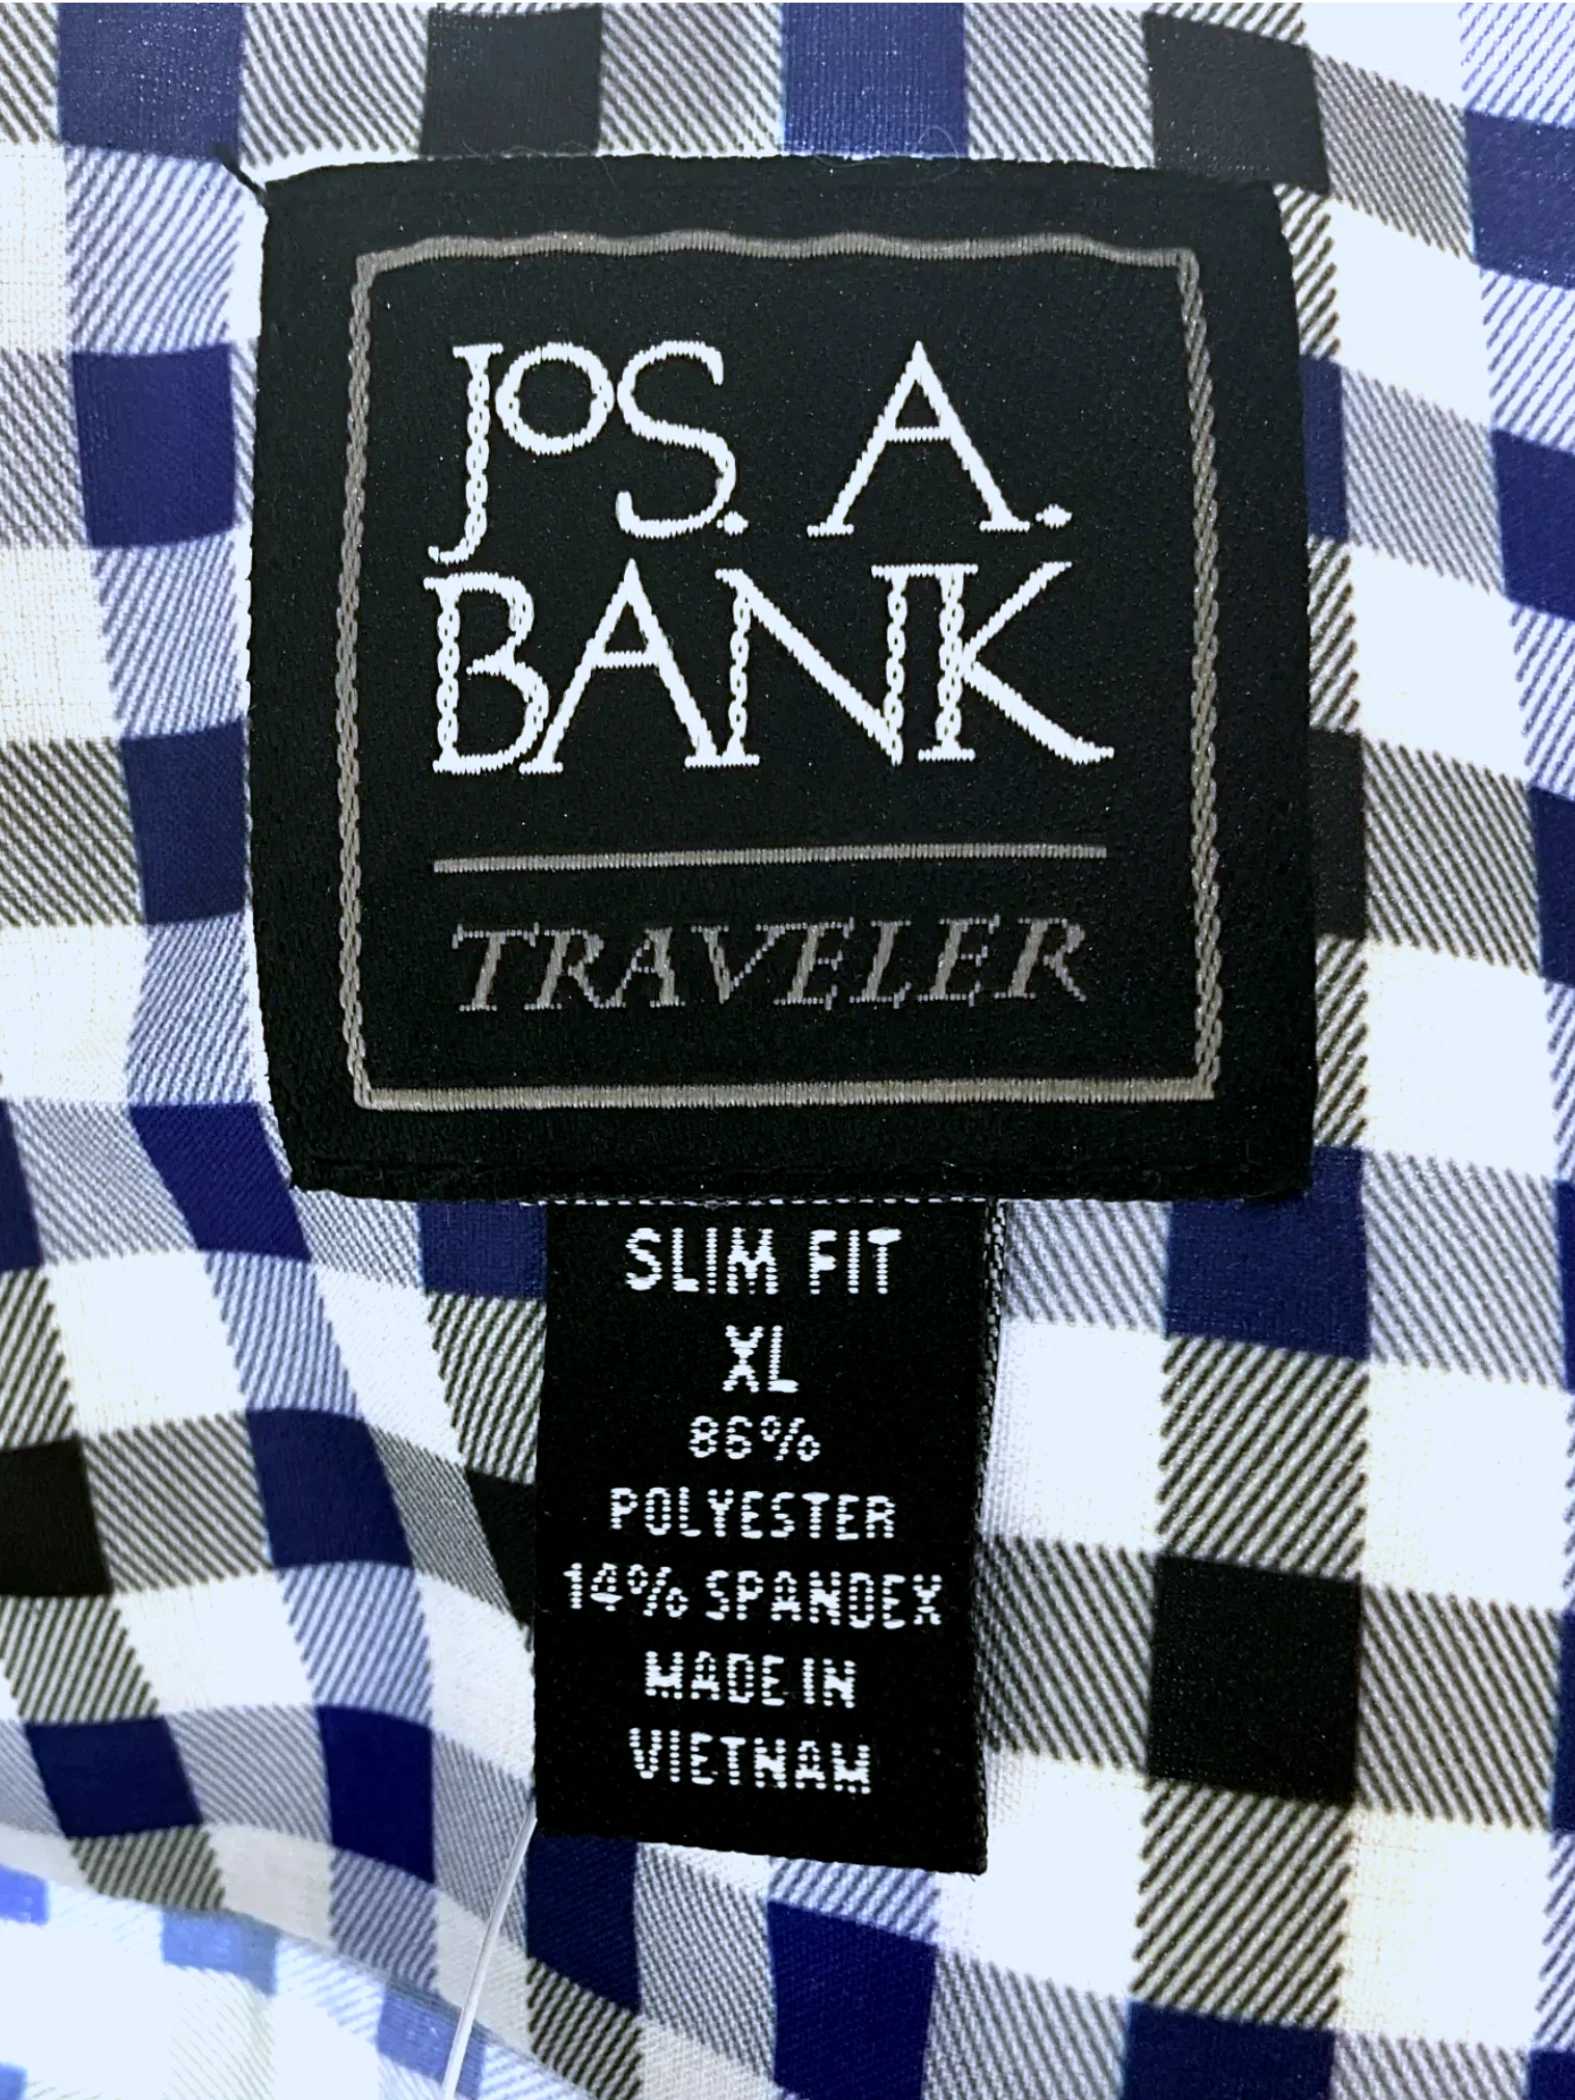 JOS. A.
BANK
TRAVELER
SLIM FIT
XL
86%
POLYESTER
14% SPANDEX
MADE IN
VIETNAM